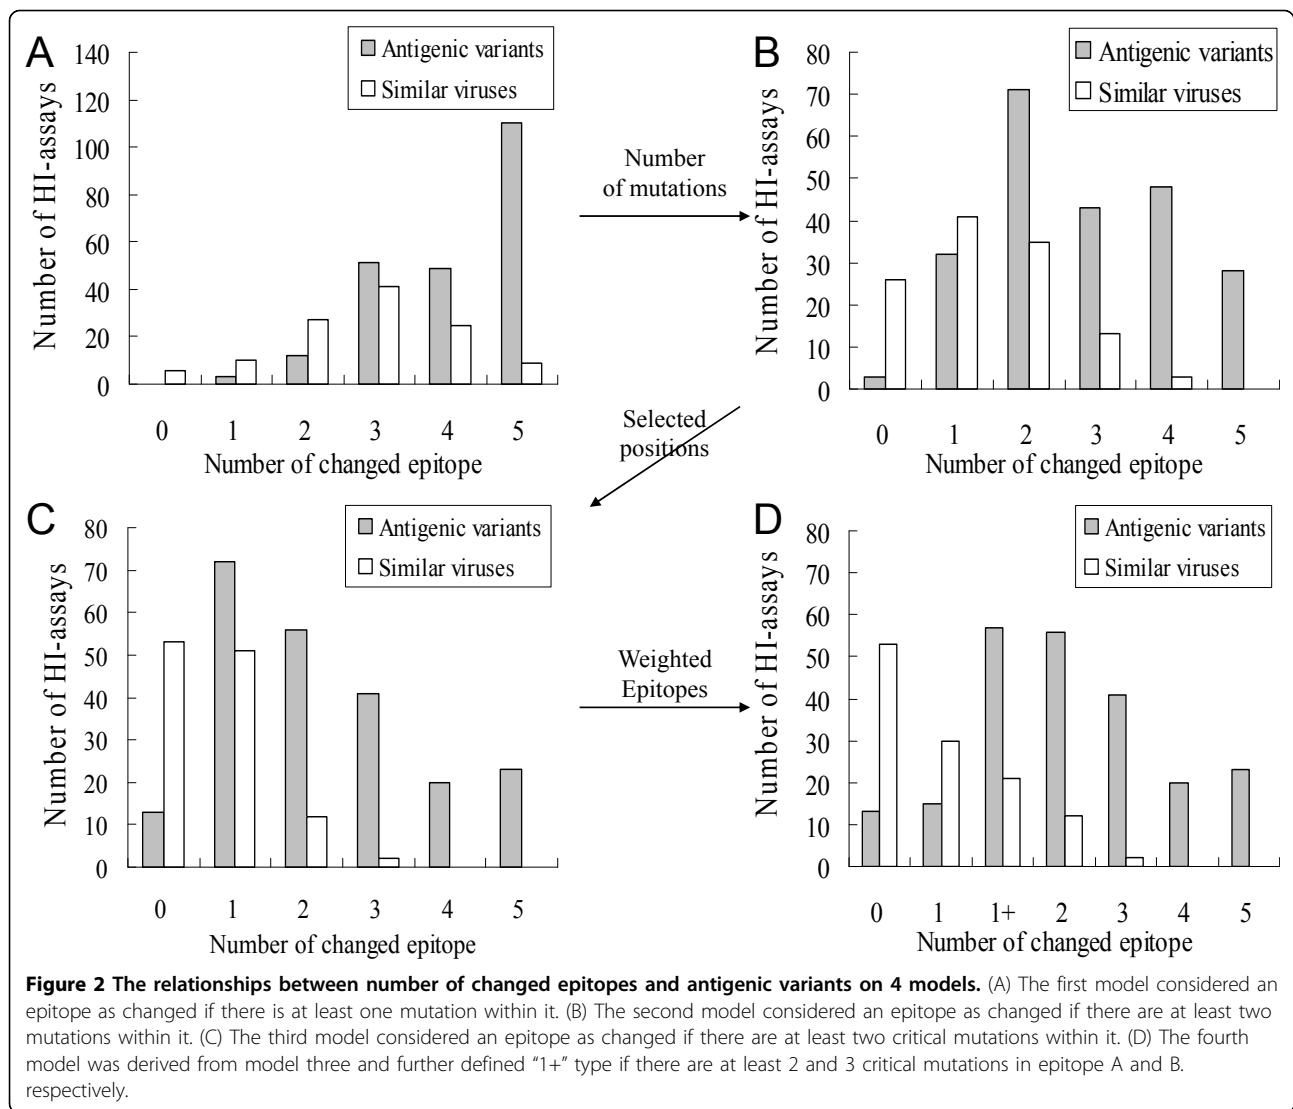 A
Number of HI-assays
140
120
100
80
60
40
20
0
Antigenic variants
Similar viruses
0 1 2 3 4 5
Number of changed epitope
Number
of mutations
B
Number of HI-assays
80
70
60
50
40
30
20
10
0
Antigenic variants
Similar viruses
0 1 2 3 4 5
Number of changed epitope
Selected
positions
C
Number of HI-assays
80
70
60
50
40
30
20
10
0
Antigenic variants
Similar viruses
0 1 2 3 4 5
Number of changed epitope
Weighted
Epitopes
D
Number of HI-assays
80
70
60
50
40
30
20
10
0
Antigenic variants
Similar viruses
0 1 1+ 2 3 4 5
Number of changed epitope
Figure 2 The relationships between number of changed epitopes and antigenic variants on 4 models. (A) The first model considered an
epitope as changed if there is at least one mutation within it. (B) The second model considered an epitope as changed if there are at least two
mutations within it. (C) The third model considered an epitope as changed if there are at least two critical mutations within it. (D) The fourth
model was derived from model three and further defined “1+” type if there are at least 2 and 3 critical mutations in epitope A and B.
respectively.